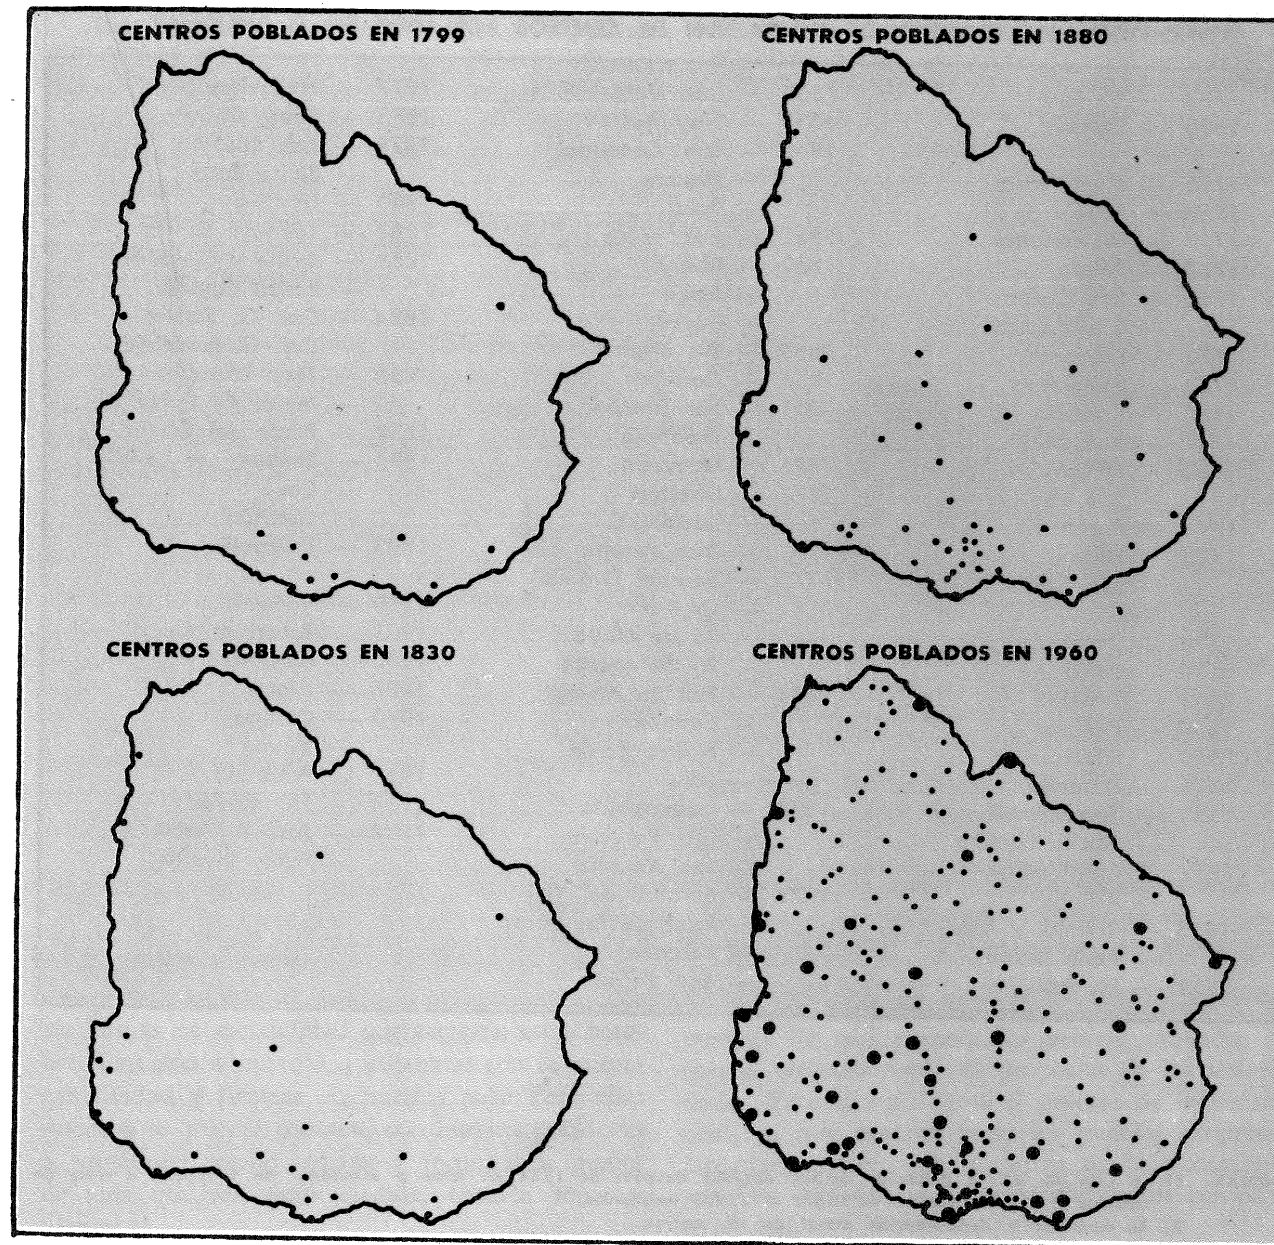 CENTROS POBLADOS EN 1799
CENTROS POBLADOS EN 1880
CENTROS POBLADOS EN 1830
CENTROS POBLADOS EN 1960